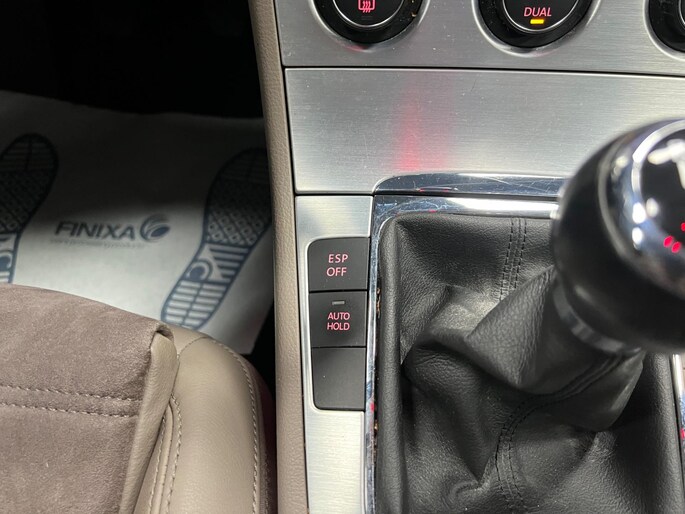 DUAL
FINIXA
ESP
OFF
AUTO
HOLD